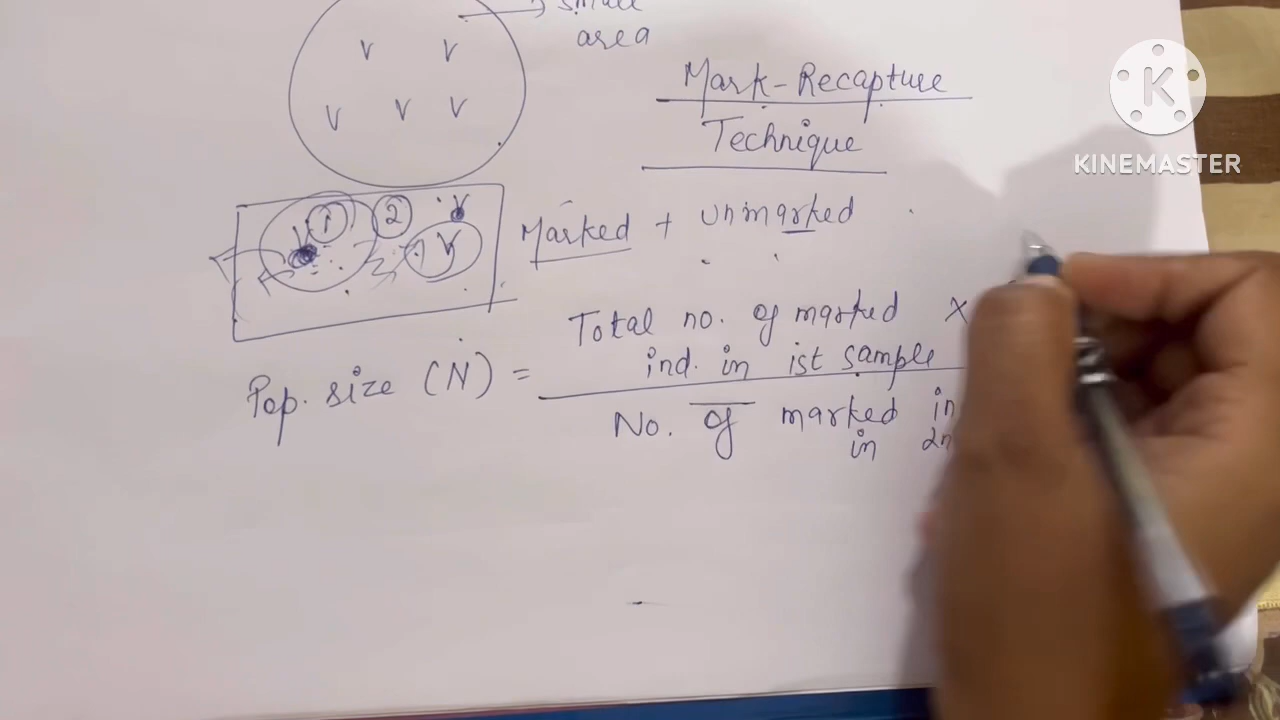 small
area
Mark-Recapture
Technique
KINEMASTER
1 2
Marked + unmarked
Total no. of marked ×
ind. in ist sample
Pop. size (N) =
No. of marked in
in 2n